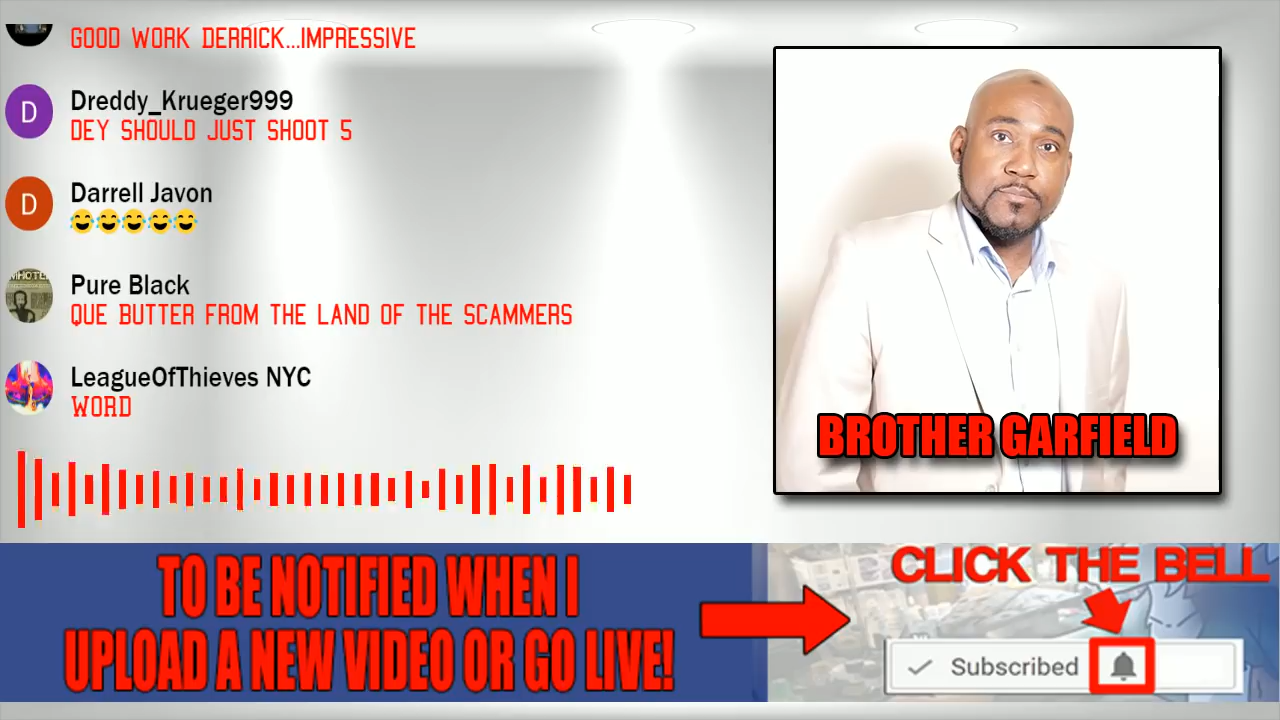 GOOD WORK DERRICK...IMPRESSIVE
D
Dreddy_Krueger999
DEY SHOULD JUST SHOOT 5
D
Darrell Javon
😂😂😂😂😂
Pure Black
QUE BUTTER FROM THE LAND OF THE SCAMMERS
LeagueOfThieves NYC
WORD
BROTHER GARFIELD
TO BE NOTIFIED WHEN I
UPLOAD A NEW VIDEO OR GO LIVE!
CLICK THE BELL
Subscribed